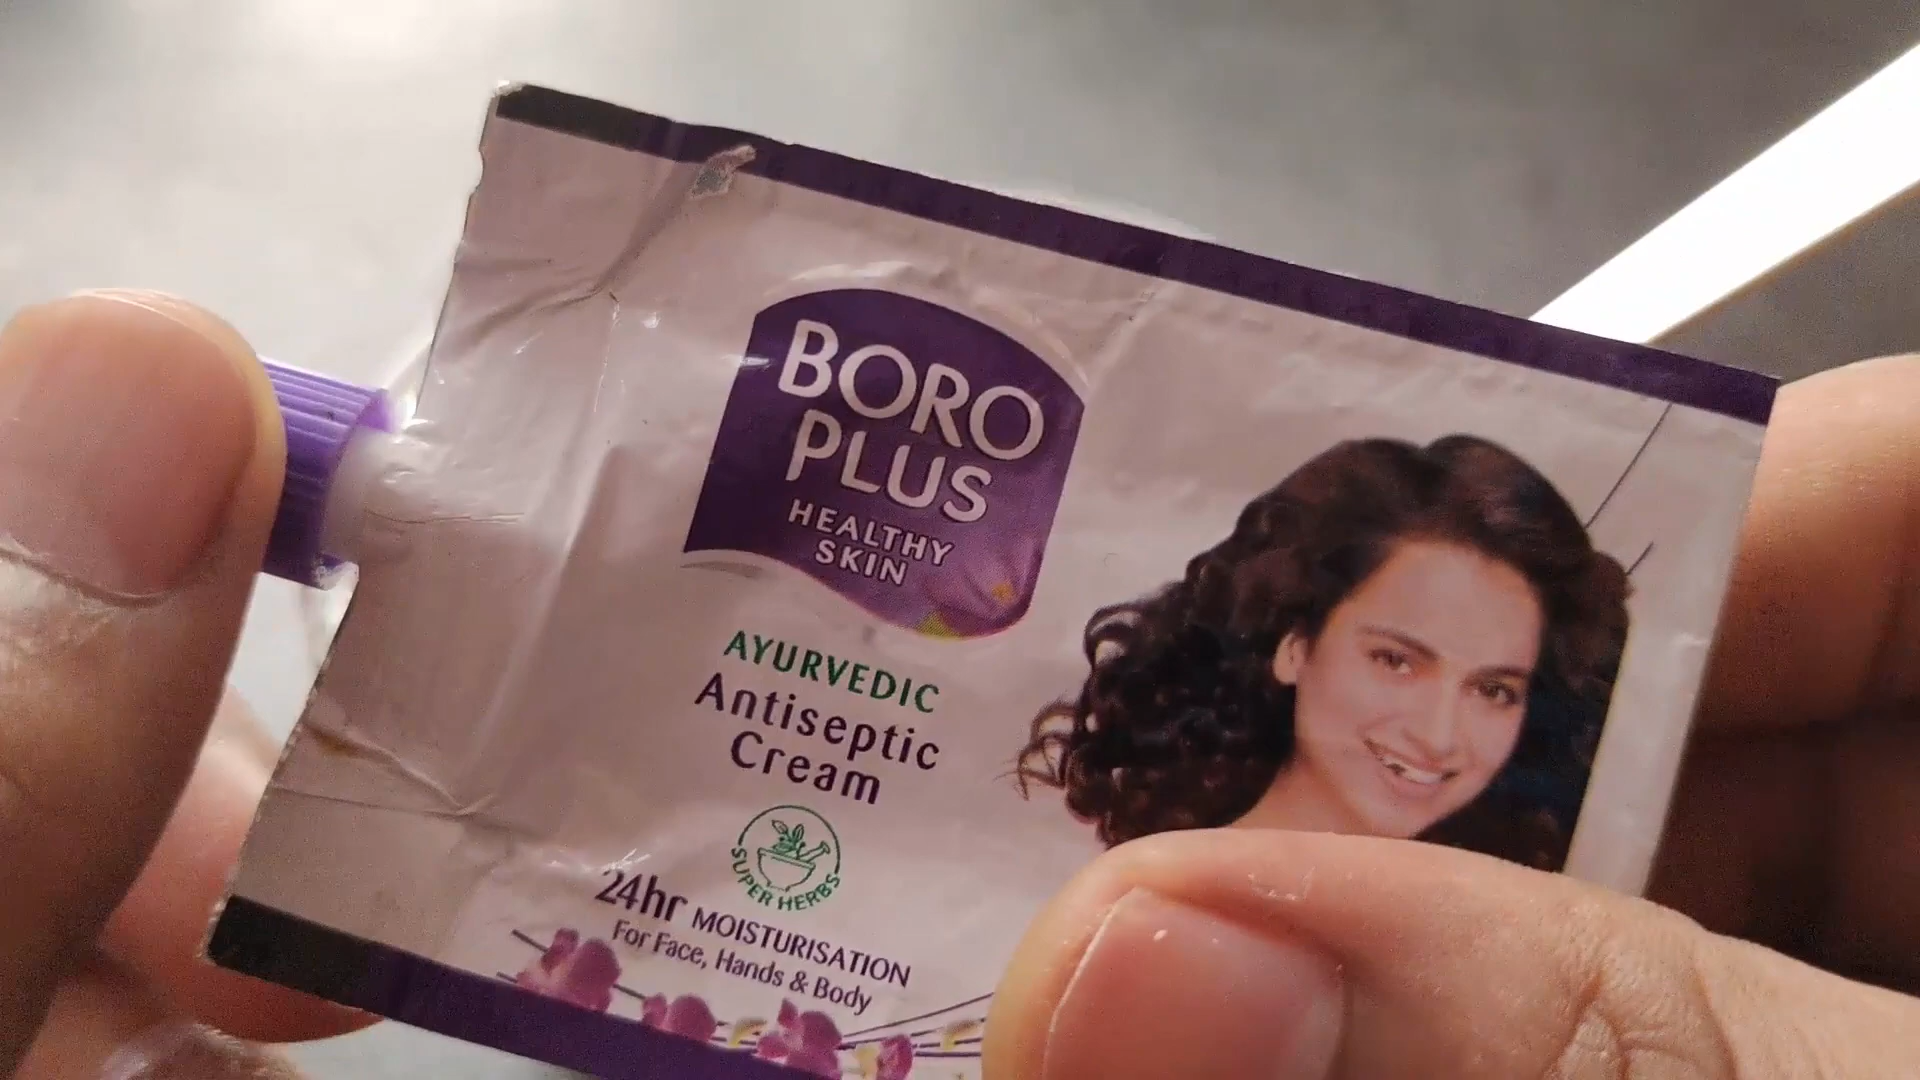 BORO
PLUS
HEALTHY
SKIN
AYURVEDIC
Antiseptic
Cream
SUPER HERBS
24hr MOISTURISATION
For Face, Hands & Body